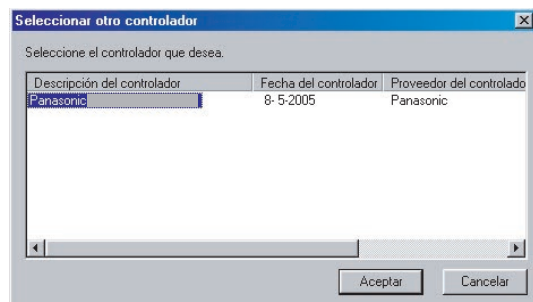 Seleccionar otro controlador
Seleccione el controlador que desea.
Descripción del controlador Fecha del controlador Proveedor del controlado
Panasonic 8- 5-2005 Panasonic
Aceptar Cancelar